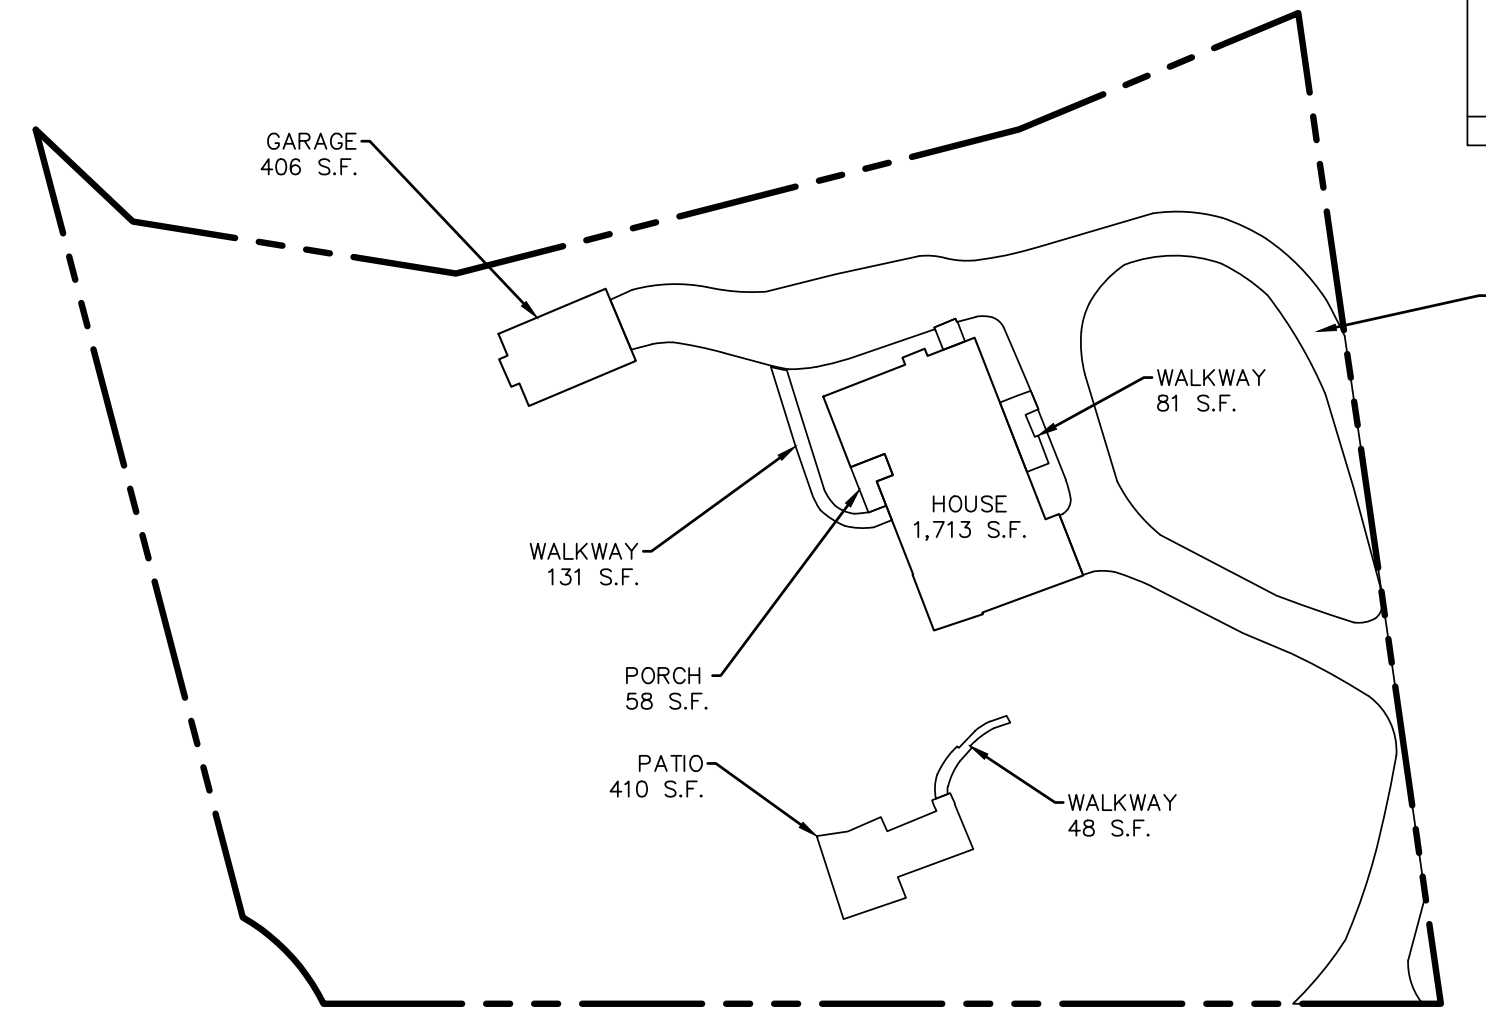 GARAGE
406 S.F.
WALKWAY
81 S.F.
HOUSE
1,713 S.F.
WALKWAY
131 S.F.
PORCH
58 S.F.
PATIO
410 S.F.
WALKWAY
48 S.F.